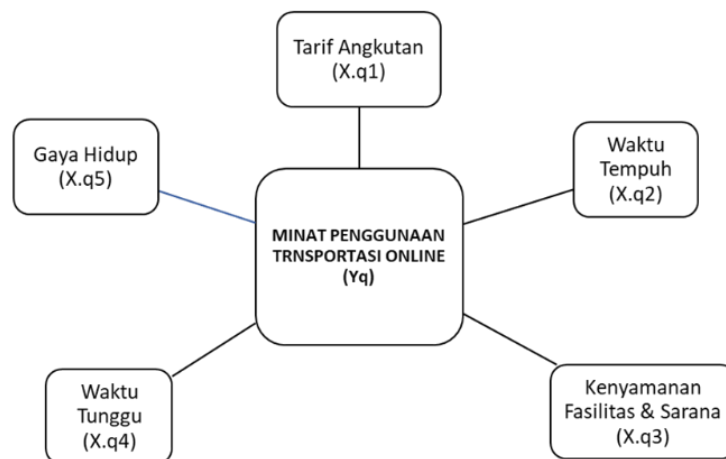 Tarif Angkutan
(X.q1)
Gaya Hidup
(X.q5)
Waktu
Tempuh
(X.q2)
MINAT PENGGUNAAN
TRNSPORTASI ONLINE
(Yq)
Waktu
Tunggu
(X.q4)
Kenyamanan
Fasilitas & Sarana
(X.q3)